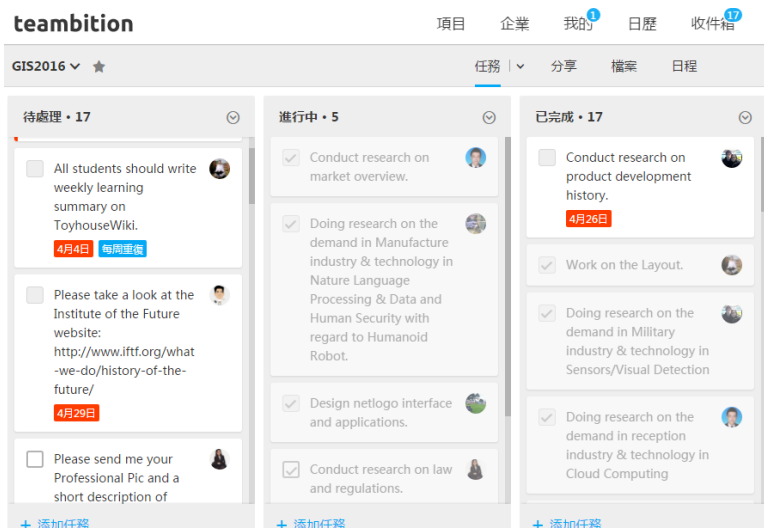 teambition
項目 企業 我的 1 日歷 收件箱 17
GIS2016
任務 分享 檔案 日程
待處理 • 17
All students should write
weekly learning
summary on
ToyhouseWiki.
4月4日 每周重復
Please take a look at the
Institute of the Future
website:
http://www.iftf.org/what
-we-do/history-of-the-
future/
4月29日
Please send me your
Professional Pic and a
short description of
+ 添加任務
進行中 • 5
Conduct research on
market overview.
Doing research on the
demand in Manufacture
industry & technology in
Nature Language
Processing & Data and
Human Security with
regard to Humanoid
Robot.
Design netlogo interface
and applications.
Conduct research on law
and regulations.
+ 添加任務
已完成 • 17
Conduct research on
product development
history.
4月26日
Work on the Layout.
Doing research on the
demand in Military
industry & technology in
Sensors/Visual Detection
Doing research on the
demand in reception
industry & technology in
Cloud Computing
+ 添加任務